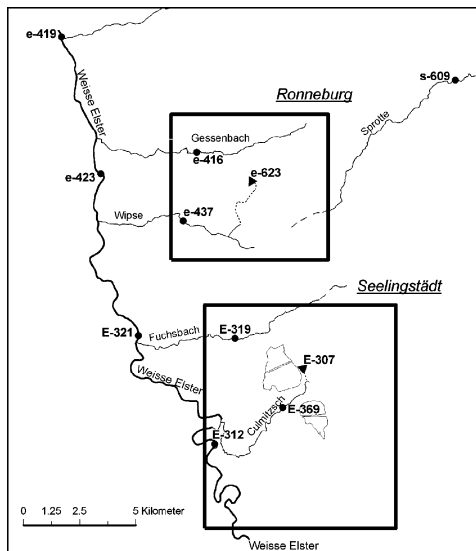 e-419
s-609
Weisse Elster
Ronneburg
Sprotte
Gessenbach
e-416
e-423
e-623
Wipse
e-437
Seelingstädt
E-321
Fuchsbach
E-319
Weisse Elster
E-307
Culmitzsch
E-369
E-312
0 1.25 2.5 5 Kilometer
Weisse Elster